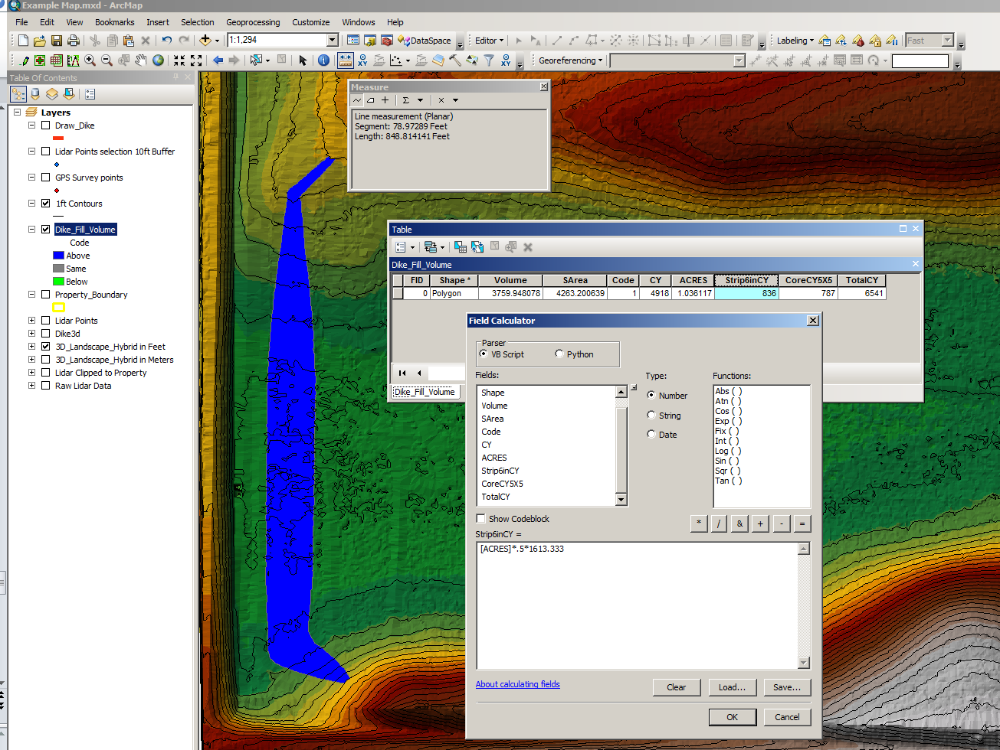 Example Map.mxd - ArcMap
File Edit View Bookmarks Insert Selection Geoprocessing Customize Windows Help
1:1,294 DataSpace Editor Labeling Fast
Georeferencing
Table Of Contents
Layers
Draw_Dike
Lidar Points selection 10ft Buffer
GPS Survey points
1ft Contours
Dike_Fill_Volume
Code
Above
Same
Below
Property_Boundary
Lidar Points
Dike3d
3D_Landscape_Hybrid in Feet
3D_Landscape_Hybrid in Meters
Lidar Clipped to Property
Raw Lidar Data
Measure
Line measurement (Planar)
Segment: 78.97289 Feet
Length: 848.814141 Feet
Table
Dike_Fill_Volume
FID Shape * Volume SArea Code CY ACRES Strip6inCY CoreCY5X5 TotalCY
0 Polygon 3759.948078 4263.200639 1 4918 1.036117 836 787 6541
Dike_Fill_Volume
Field Calculator
Parser
VB Script Python
Fields:
Shape
Volume
SArea
Code
CY
ACRES
Strip6inCY
CoreCY5X5
TotalCY
Type:
Number
String
Date
Functions:
Abs ( )
Atn ( )
Cos ( )
Exp ( )
Fix ( )
Int ( )
Log ( )
Sin ( )
Sqr ( )
Tan ( )
Show Codeblock
* / & + - =
Strip6inCY =
[ACRES]*.5*1613.333
About calculating fields
Clear Load... Save...
OK Cancel